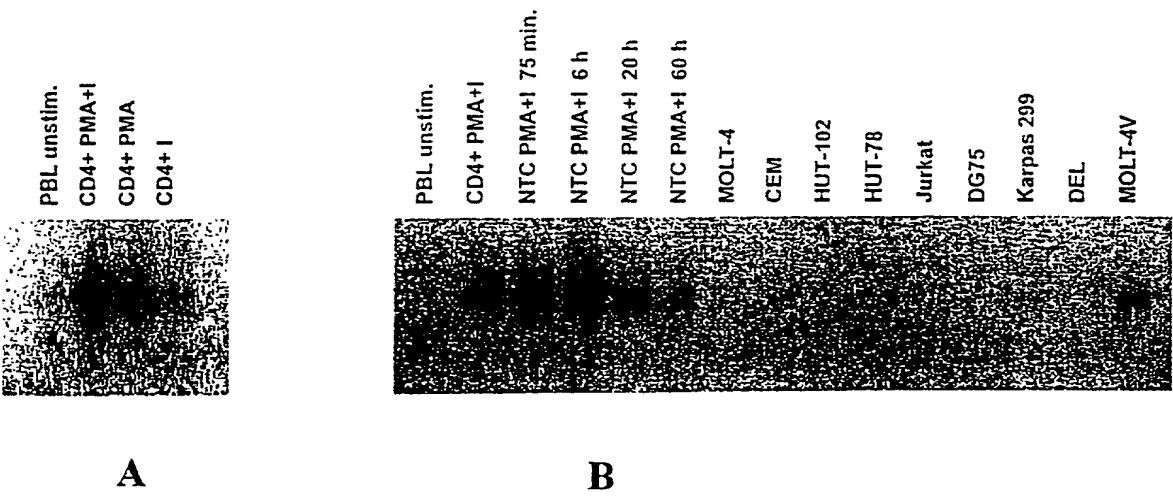 PBL unstim.
CD4+ PMA+I
CD4+ PMA
CD4+ I
PBL unstim.
CD4+ PMA+I
NTC PMA+I 75 min.
NTC PMA+I 6 h
NTC PMA+I 20 h
NTC PMA+I 60 h
MOLT-4
CEM
HUT-102
HUT-78
Jurkat
DG75
Karpas 299
DEL
MOLT-4V
A
B